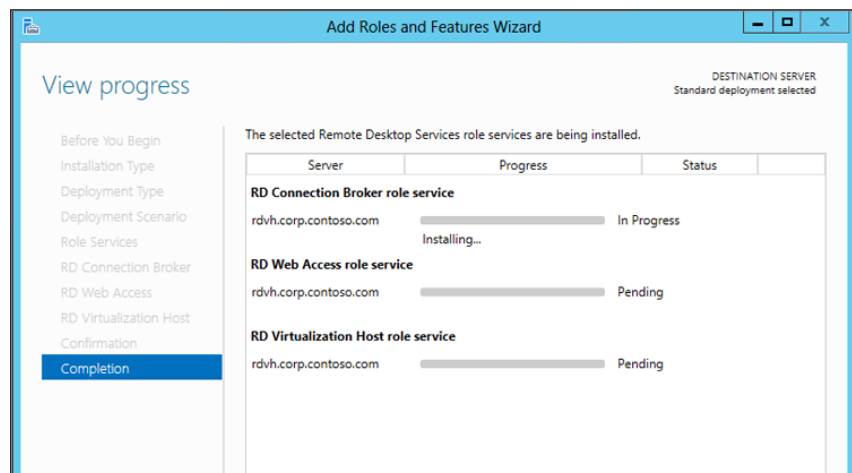 Add Roles and Features Wizard
View progress
DESTINATION SERVER
Standard deployment selected
Before You Begin
Installation Type
Deployment Type
Deployment Scenario
Role Services
RD Connection Broker
RD Web Access
RD Virtualization Host
Confirmation
Completion
The selected Remote Desktop Services role services are being installed.
Server Progress Status
RD Connection Broker role service
rdvh.corp.contoso.com In Progress
Installing...
RD Web Access role service
rdvh.corp.contoso.com Pending
RD Virtualization Host role service
rdvh.corp.contoso.com Pending